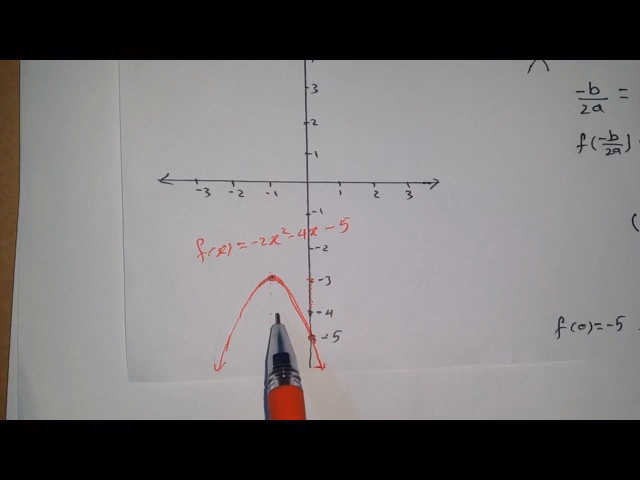 3
2
1
-3 -2 -1 1 2 3
-1
f(x)=-2x²-4x-5
-2
-3
-4
-5
-b/2a =
f(-b/2a)
(
f(0)=-5